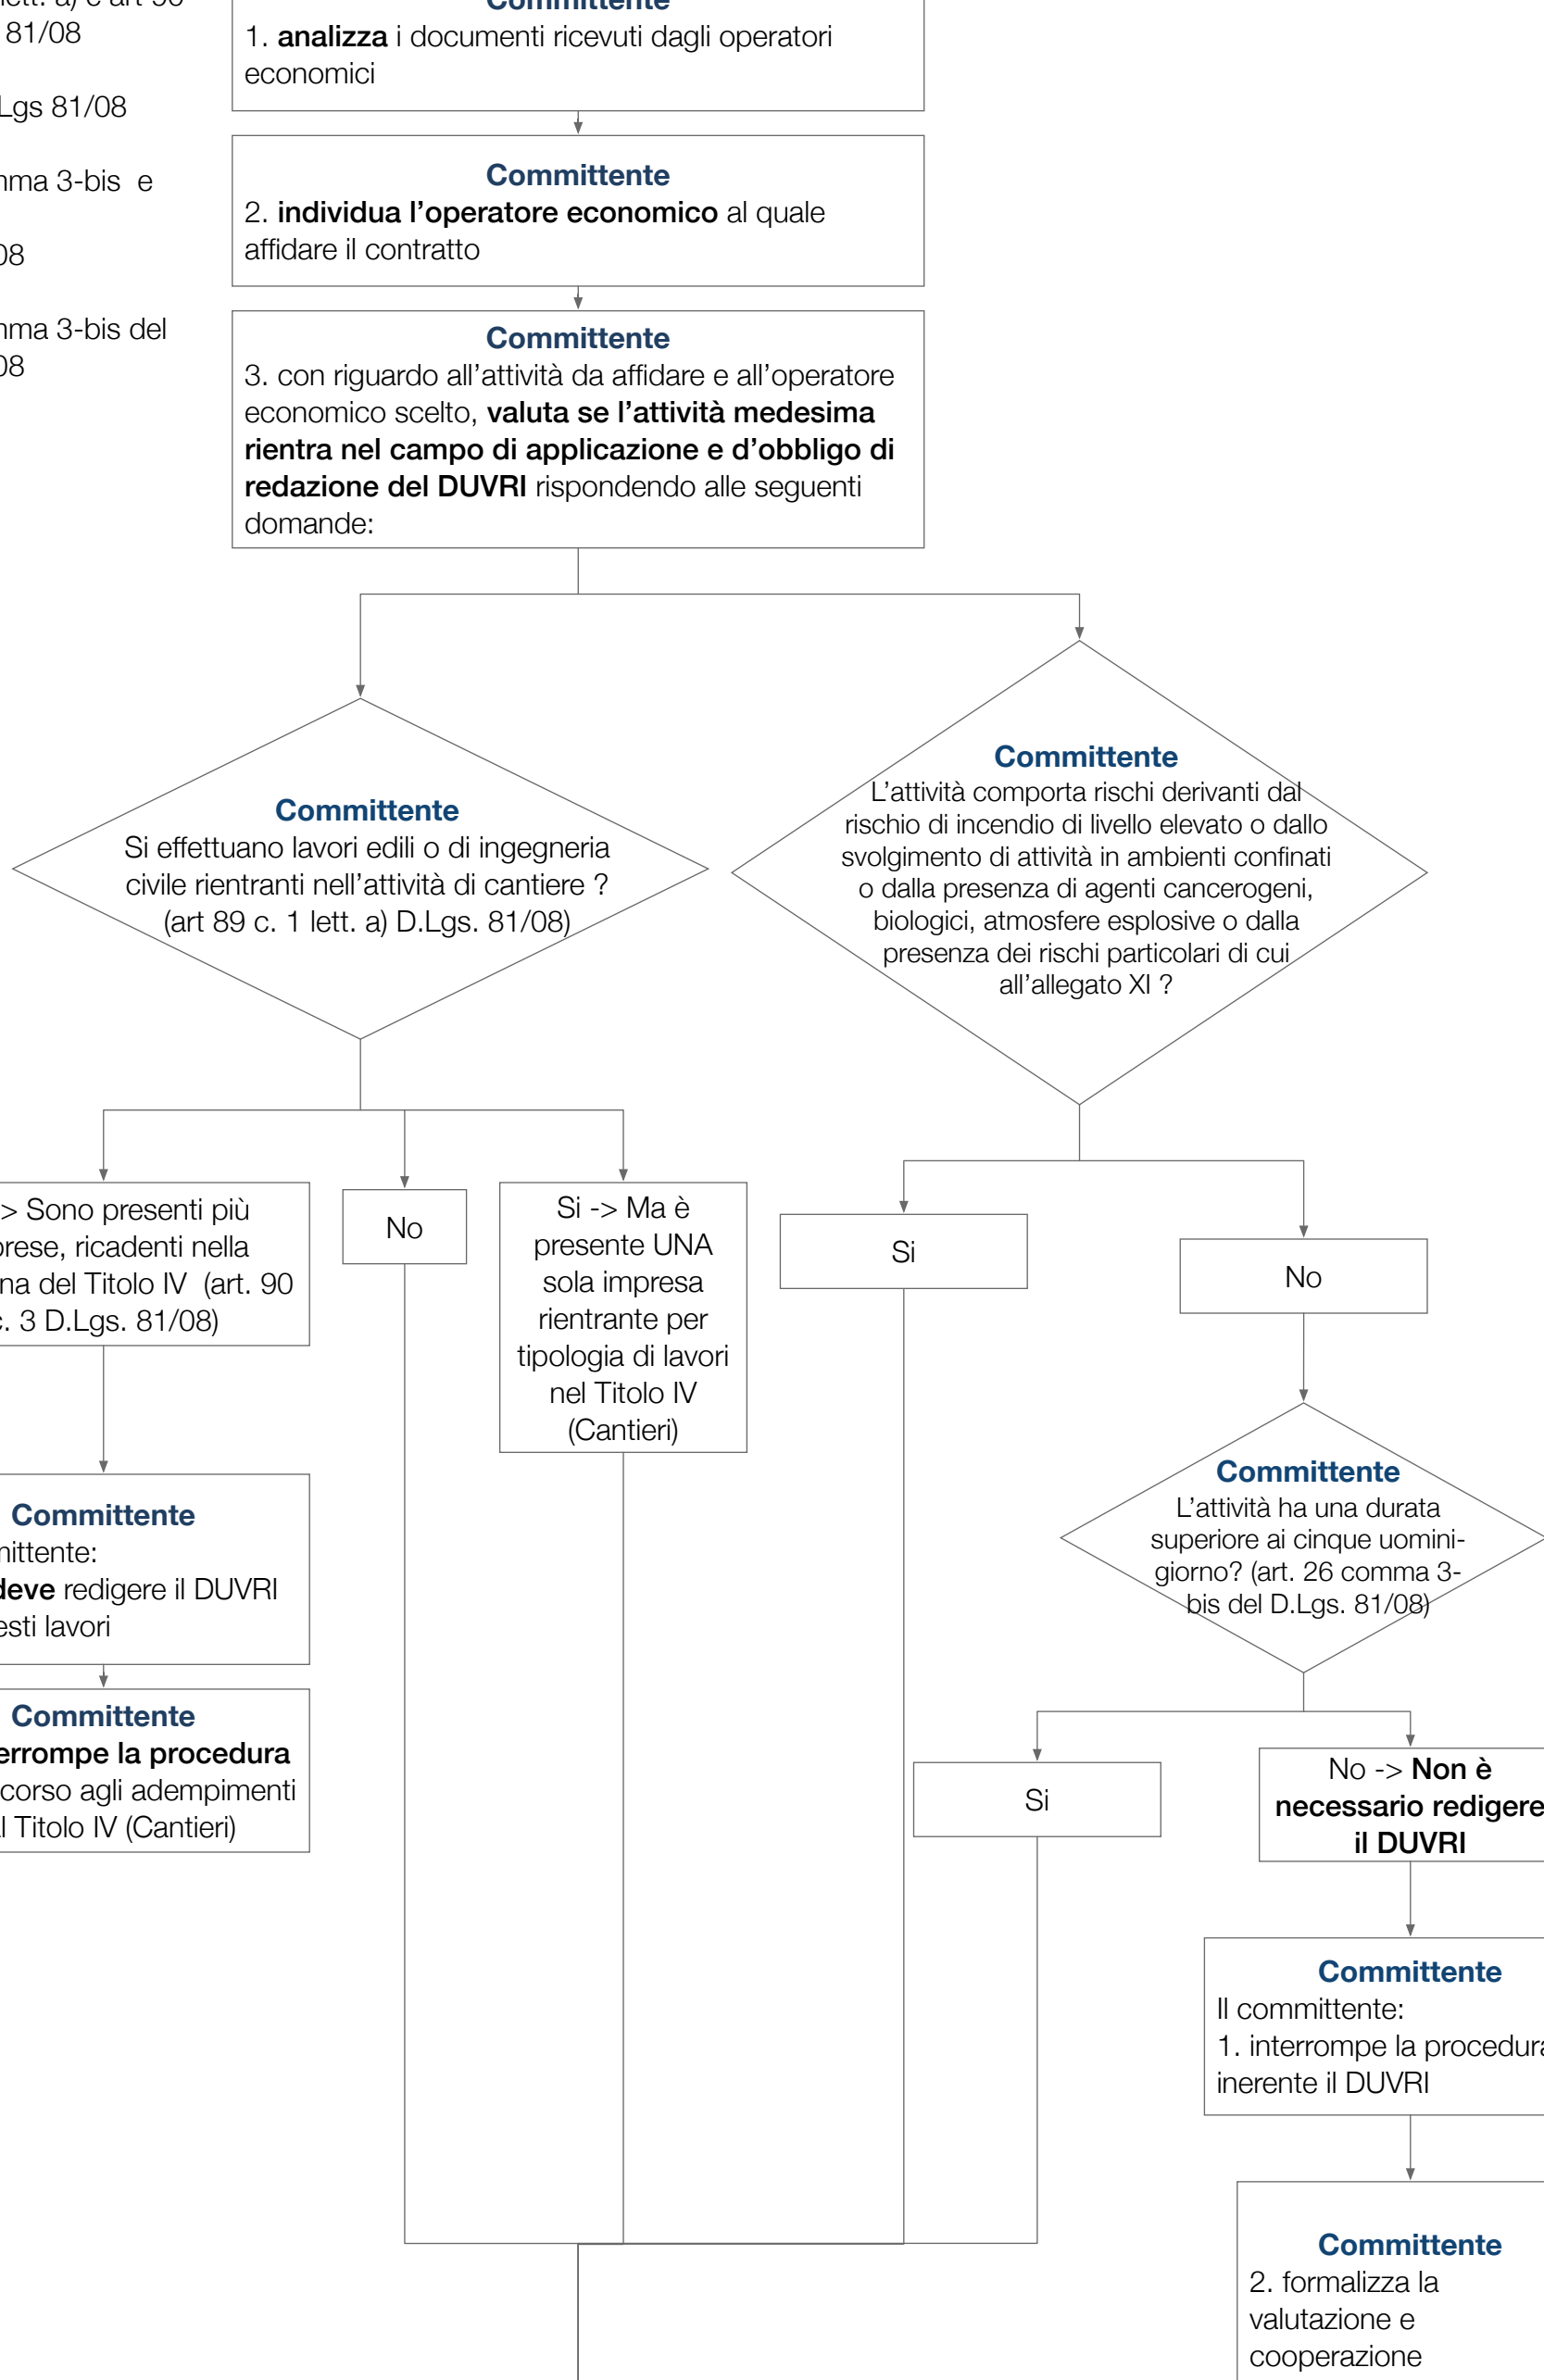 lett. a) e art 90
81/08
Lgs 81/08
mma 3-bis e
08
mma 3-bis del
08
Committente
1. analizza i documenti ricevuti dagli operatori
economici
Committente
2. individua l’operatore economico al quale
affidare il contratto
Committente
3. con riguardo all’attività da affidare e all’operatore
economico scelto, valuta se l’attività medesima
rientra nel campo di applicazione e d’obbligo di
redazione del DUVRI rispondendo alle seguenti
domande:
Committente
Si effettuano lavori edili o di ingegneria
civile rientranti nell’attività di cantiere ?
(art 89 c. 1 lett. a) D.Lgs. 81/08)
Committente
L’attività comporta rischi derivanti dal
rischio di incendio di livello elevato o dallo
svolgimento di attività in ambienti confinati
o dalla presenza di agenti cancerogeni,
biologici, atmosfere esplosive o dalla
presenza dei rischi particolari di cui
all’allegato XI ?
> Sono presenti più
prese, ricadenti nella
na del Titolo IV (art. 90
c. 3 D.Lgs. 81/08)
No
Si -> Ma è
presente UNA
sola impresa
rientrante per
tipologia di lavori
nel Titolo IV
(Cantieri)
Si
No
Committente
mittente:
deve redigere il DUVRI
esti lavori
Committente
L’attività ha una durata
superiore ai cinque uomini-
giorno? (art. 26 comma 3-
bis del D.Lgs. 81/08)
Committente
errompe la procedura
corso agli adempimenti
l Titolo IV (Cantieri)
Si
No -> Non è
necessario redigere
il DUVRI
Committente
Il committente:
1. interrompe la procedura
inerente il DUVRI
Committente
2. formalizza la
valutazione e
cooperazione